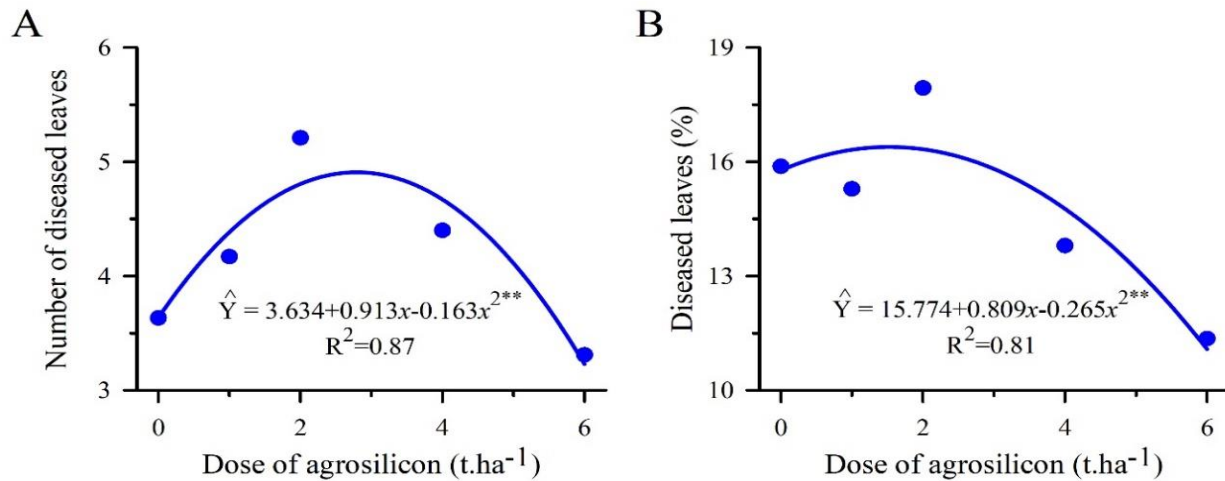 A
Number of diseased leaves
6
5
4
3
Ŷ = 3.634+0.913x-0.163x²**
R²=0.87
0 2 4 6
Dose of agrosilicon (t.ha⁻¹)
B
Diseased leaves (%)
19
16
13
10
Ŷ = 15.774+0.809x-0.265x²**
R²=0.81
0 2 4 6
Dose of agrosilicon (t.ha⁻¹)